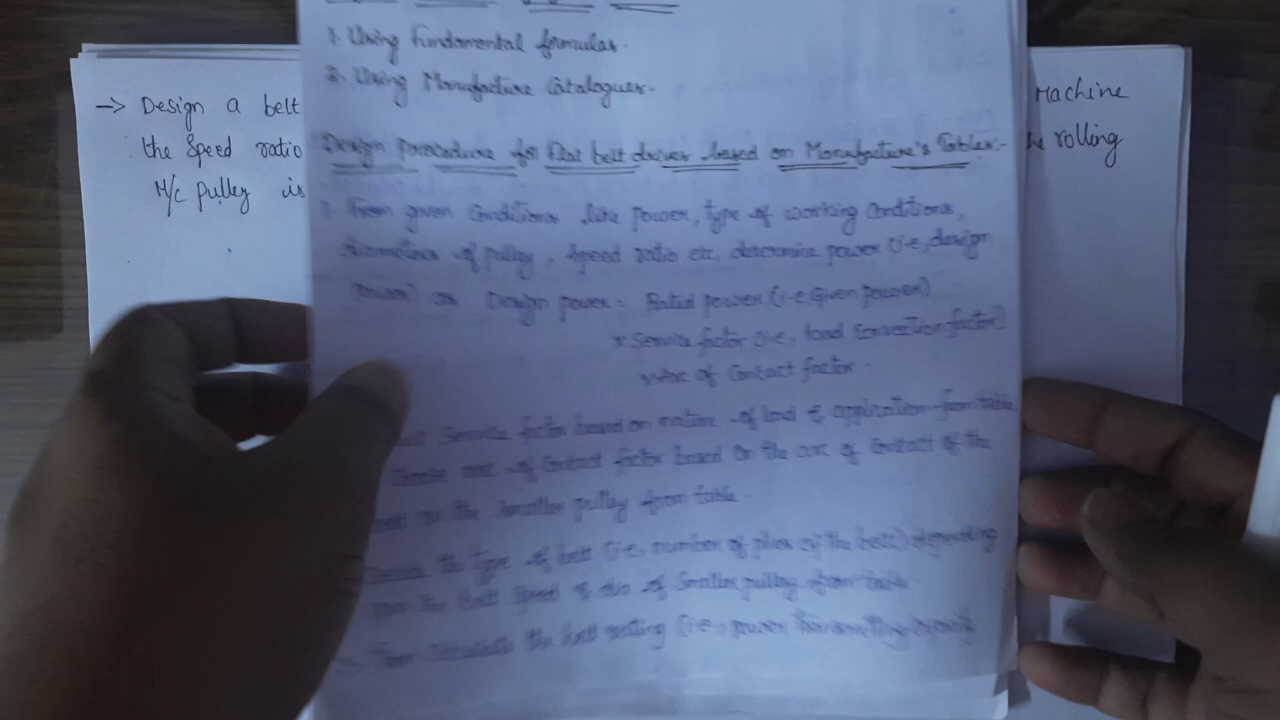 1. Using Fundamental formulas.
2. Using Manufacture Catalogues.
Design procedure for Flat belt drives based on Manufacture's Tables:-
1. From given Conditions like power, type of working Conditions,
diameters of pulley, Speed ratio etc, determine power (i.e, design
power) Design power = Rated power (i.e Given power)
x Service factor (i.e, load Correction factor)
x Arc of Contact factor.
Service factor based on nature of load & application from table
arc of Contact factor based On the arc of Contact of the
the Smaller pulley from table.
the type of belt (i.e, number of plies of the belt) depending
the belt Speed & dia. of Smaller pulley from table.
the belt rating (i.e, power transmitting
→ Design a belt
Machine
the Speed ratio
rolling
M/c pulley is